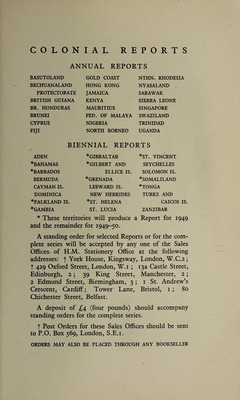 COLONIAL REPORTS
ANNUAL REPORTS
BASUTOLAND
BECHUANALAND
PROTECTORATE
BRITISH GUIANA
BR. HONDURAS
BRUNEI
CYPRUS
FIJI
GOLD COAST
HONG KONG
JAMAICA
KENYA
MAURITIUS
FED. OF MALAYA
NIGERIA
NORTH BORNEO
NTHN. RHODESIA
NYASALAND
SARAWAK
SIERRA LEONE
SINGAPORE
SWAZILAND
TRINIDAD
UGANDA
BIENNIAL REPORTS
ADEN
*BAHAMAS
*BARBADOS
BERMUDA
CAYMAN IS.
DOMINICA
*FALKLAND IS.
*GAMBIA
*GIBRALTAR
*GILBERT AND
ELLICE IS.
*GRENADA
LEEWARD IS.
NEW HEBRIDES
*ST. HELENA
ST. LUCIA
*ST. VINCENT
SEYCHELLES
SOLOMON IS.
*SOMALILAND
*TONGA
TURKS AND
CAICOS IS.
ZANZIBAR
* These territories will produce a Report for 1949
and the remainder for 1949-50.
A standing order for selected Reports or for the com-
plete series will be accepted by any one of the Sales
Offices of H.M. Stationery Office at the following
addresses: † York House, Kingsway, London, W.C.2;
† 429 Oxford Street, London, W.1; 13a Castle Street,
Edinburgh, 2; 39 King Street, Manchester, 2;
2 Edmund Street, Birmingham, 3; 1 St. Andrew's
Crescent, Cardiff; Tower Lane, Bristol, 1; 80
Chichester Street, Belfast.
A deposit of £4 (four pounds) should accompany
standing orders for the complete series.
† Post Orders for these Sales Offices should be sent
to P.O. Box 569, London, S.E.1.
ORDERS MAY ALSO BE PLACED THROUGH ANY BOOKSELLER